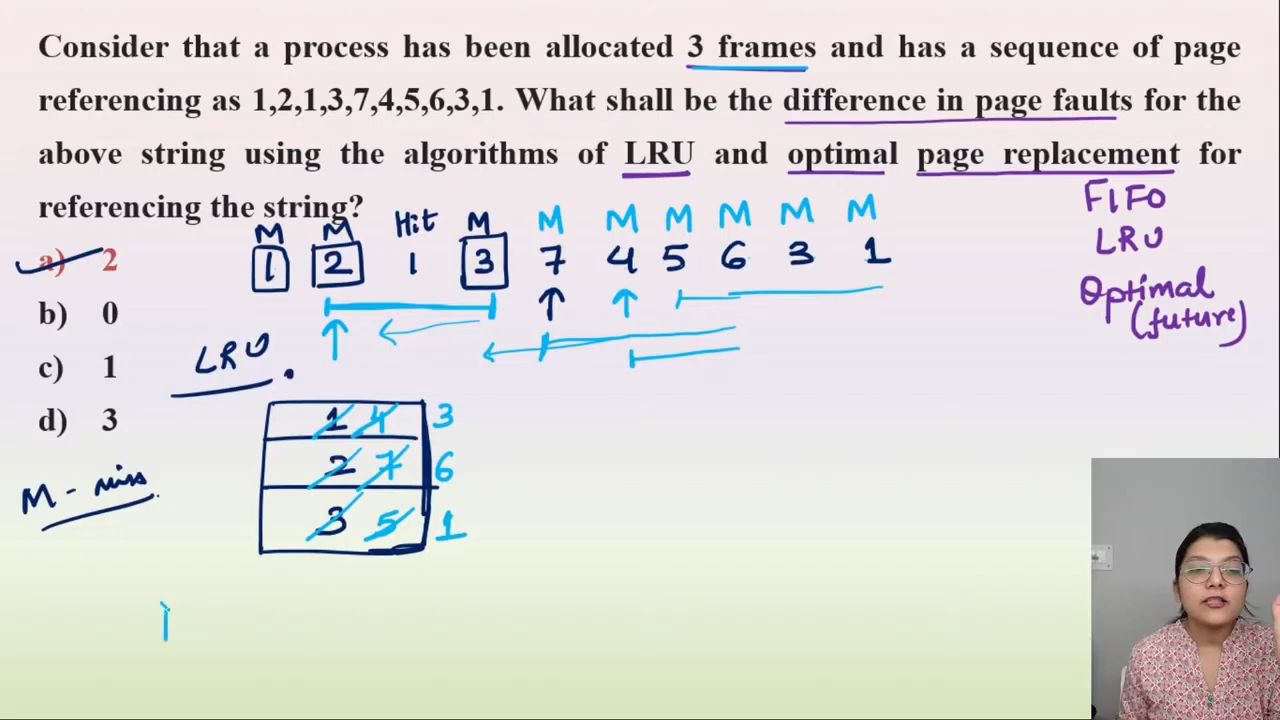 Consider that a process has been allocated 3 frames and has a sequence of page
referencing as 1,2,1,3,7,4,5,6,3,1. What shall be the difference in page faults for the
above string using the algorithms of LRU and optimal page replacement for
referencing the string?
FIFO
LRU
Optimal
(future)
M M Hit M M M M M M M
1 2 1 3 7 4 5 6 3 1
a) 2
b) 0
c) 1
d) 3
LRU .
1 4 3
2 7 6
3 5 1
M - miss